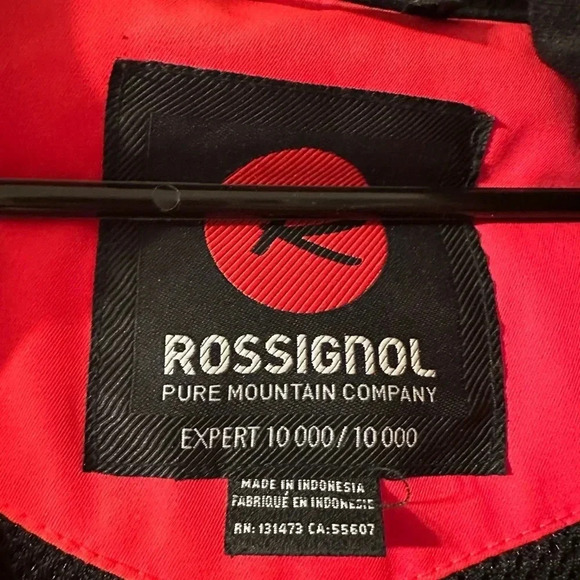 R
ROSSIGNOL
PURE MOUNTAIN COMPANY
EXPERT 10 000/10 000
MADE IN INDONESIA
FABRIQUÉ EN INDONESIE
RN: 131473 CA:55607